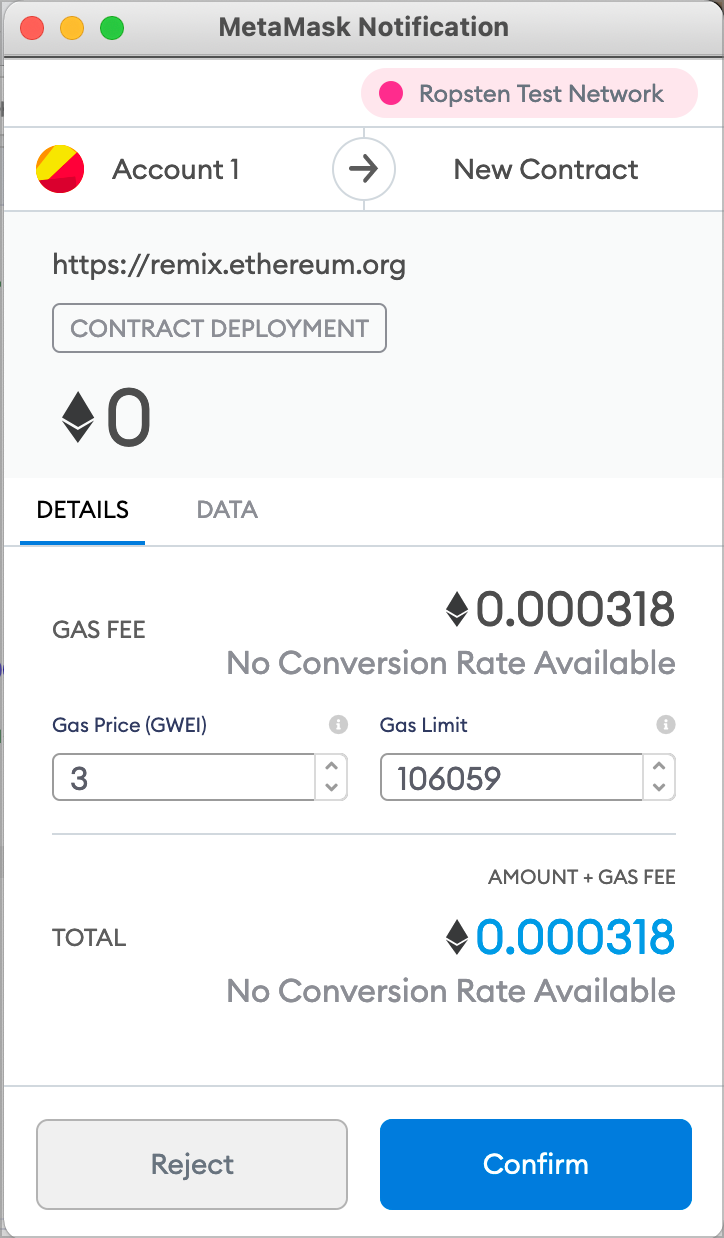 MetaMask Notification
Ropsten Test Network
Account 1
New Contract
https://remix.ethereum.org
CONTRACT DEPLOYMENT
0
DETAILS
DATA
GAS FEE
0.000318
No Conversion Rate Available
Gas Price (GWEI)
Gas Limit
3
106059
AMOUNT + GAS FEE
TOTAL
0.000318
No Conversion Rate Available
Reject
Confirm